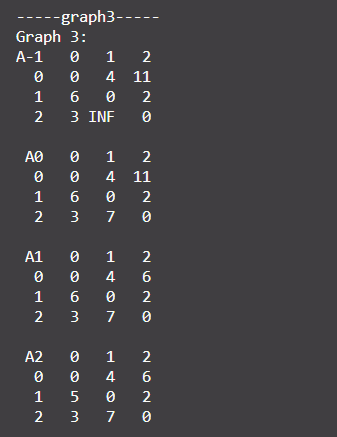 -----graph3-----
Graph 3:
A-1 0 1 2
0 0 4 11
1 6 0 2
2 3 INF 0
A0 0 1 2
0 0 4 11
1 6 0 2
2 3 7 0
A1 0 1 2
0 0 4 6
1 6 0 2
2 3 7 0
A2 0 1 2
0 0 4 6
1 5 0 2
2 3 7 0